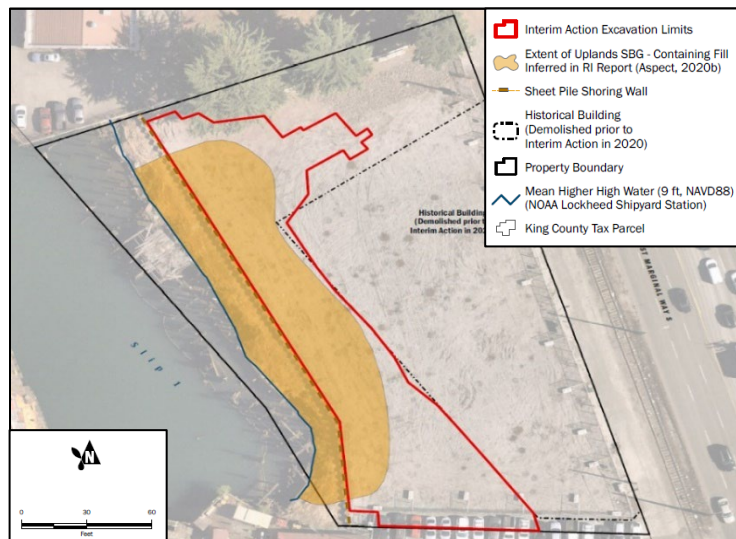 Interim Action Excavation Limits
Extent of Uplands SBG - Containing Fill
Inferred in RI Report (Aspect, 2020b)
Sheet Pile Shoring Wall
Historical Building
(Demolished prior to
Interim Action in 2020)
Property Boundary
Mean Higher High Water (9 ft, NAVD88)
(NOAA Lockheed Shipyard Station)
King County Tax Parcel
Historical Building
(Demolished prior t
Interim Action in 202
ST MARGINAL WAY S
Slip 1
N
0 30 60
Feet